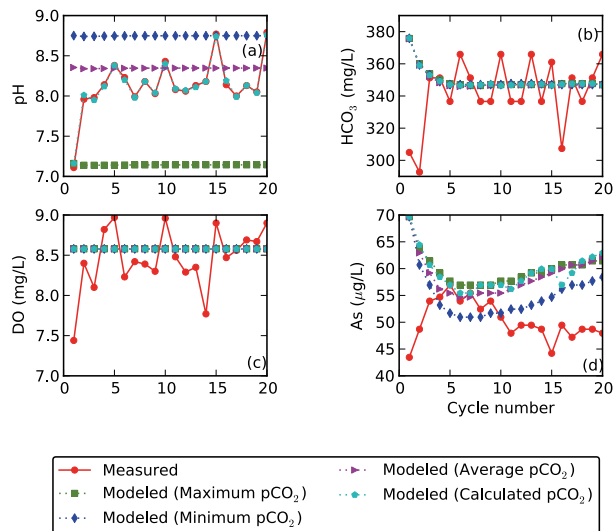 9.0
8.5
8.0
7.5
7.0
pH
(a)
0 5 10 15 20
380
360
340
320
300
HCO3 (mg/L)
(b)
0 5 10 15 20
9.0
8.5
8.0
7.5
7.0
DO (mg/L)
(c)
0 5 10 15 20
70
65
60
55
50
45
40
As (μg/L)
(d)
0 5 10 15 20
Cycle number
Measured
Modeled (Maximum pCO2)
Modeled (Minimum pCO2)
Modeled (Average pCO2)
Modeled (Calculated pCO2)